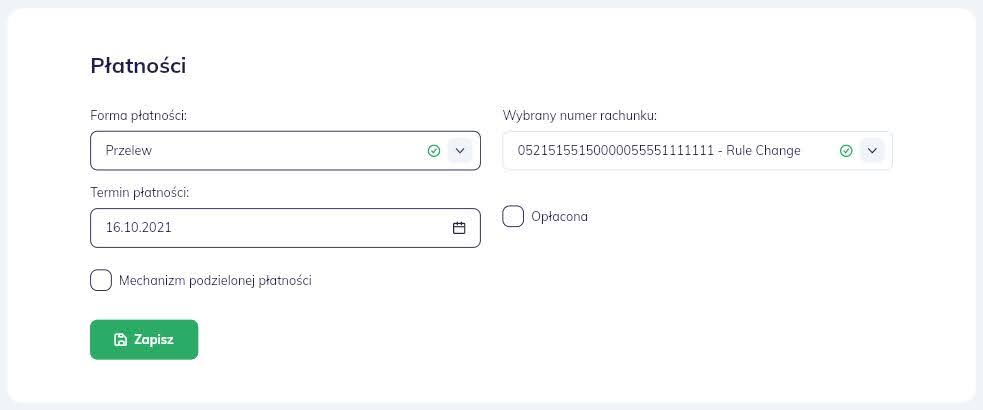 Płatności
Forma płatności:
Przelew
Wybrany numer rachunku:
05215155150000055551111111 - Rule Change
Termin płatności:
16.10.2021
Opłacona
Mechanizm podzielonej płatności
Zapisz